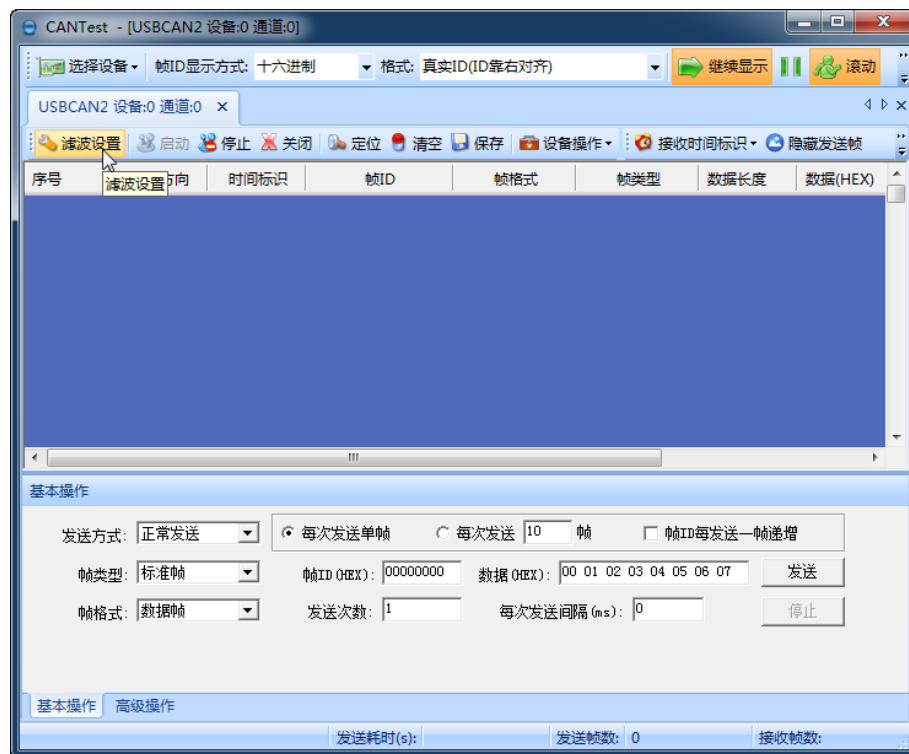 CANTest - [USBCAN2 设备:0 通道:0]
选择设备 帧ID显示方式: 十六进制 格式: 真实ID(ID靠右对齐) 继续显示 滚动
USBCAN2 设备:0 通道:0
滤波设置 启动 停止 关闭 定位 清空 保存 设备操作 接收时间标识 隐藏发送帧
序号 方向 时间标识 帧ID 帧格式 帧类型 数据长度 数据(HEX)
滤波设置
基本操作
发送方式: 正常发送 每次发送单帧 每次发送 10 帧 帧ID每发送一帧递增
帧类型: 标准帧 帧ID(HEX): 00000000 数据(HEX): 00 01 02 03 04 05 06 07 发送
帧格式: 数据帧 发送次数: 1 每次发送间隔(ms): 0 停止
基本操作 高级操作
发送耗时(s): 发送帧数: 0 接收帧数: